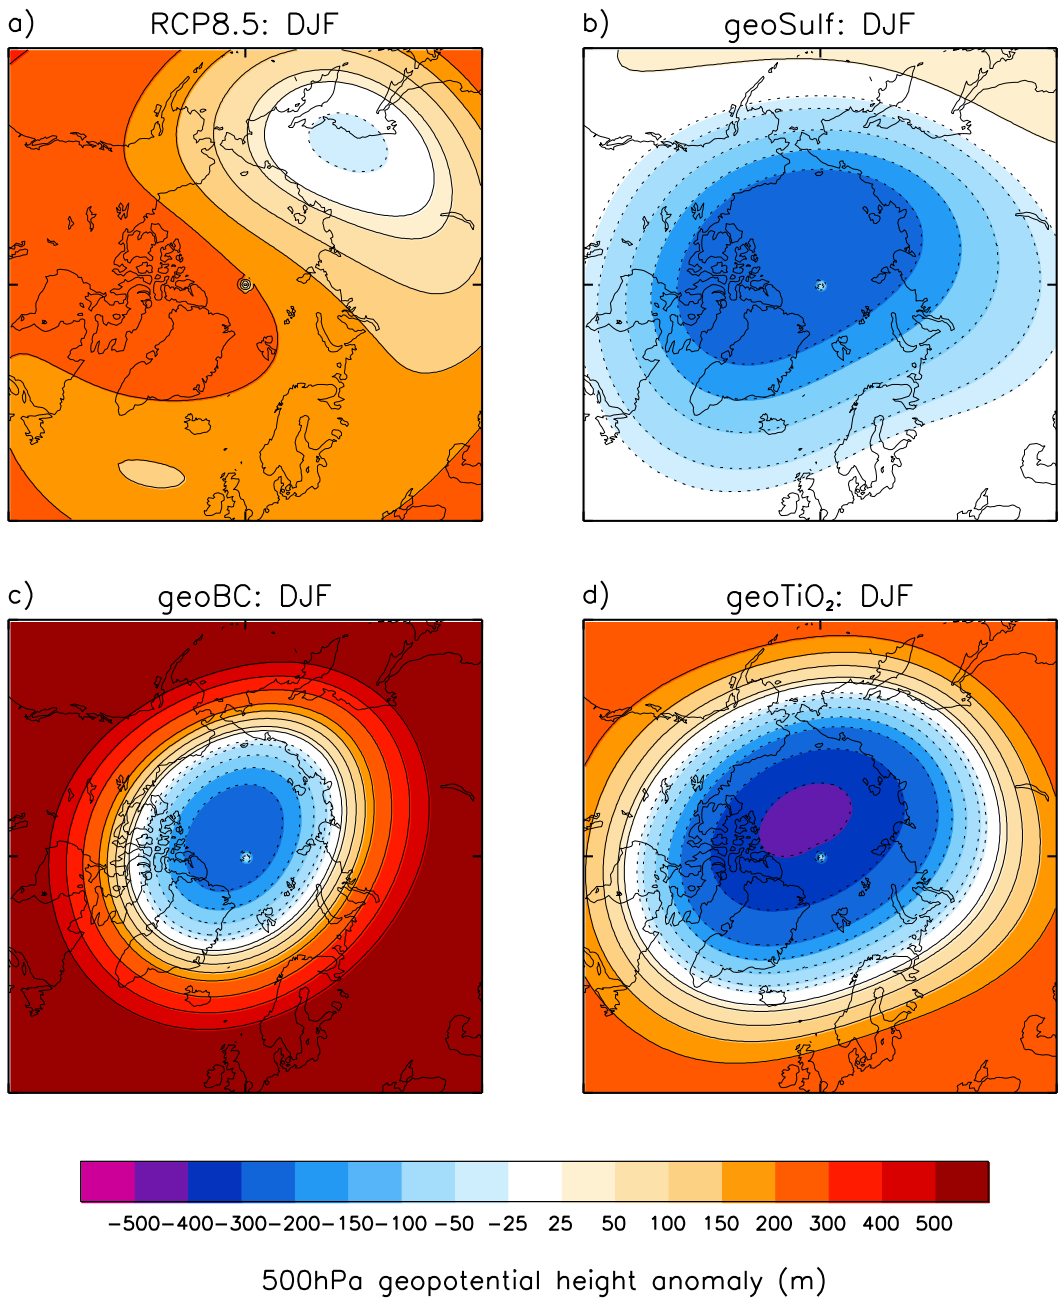 a) RCP8.5: DJF
b) geoSulf: DJF
c) geoBC: DJF
d) geoTiO₂: DJF
-500 -400 -300 -200 -150 -100 -50 -25 25 50 100 150 200 300 400 500
500hPa geopotential height anomaly (m)